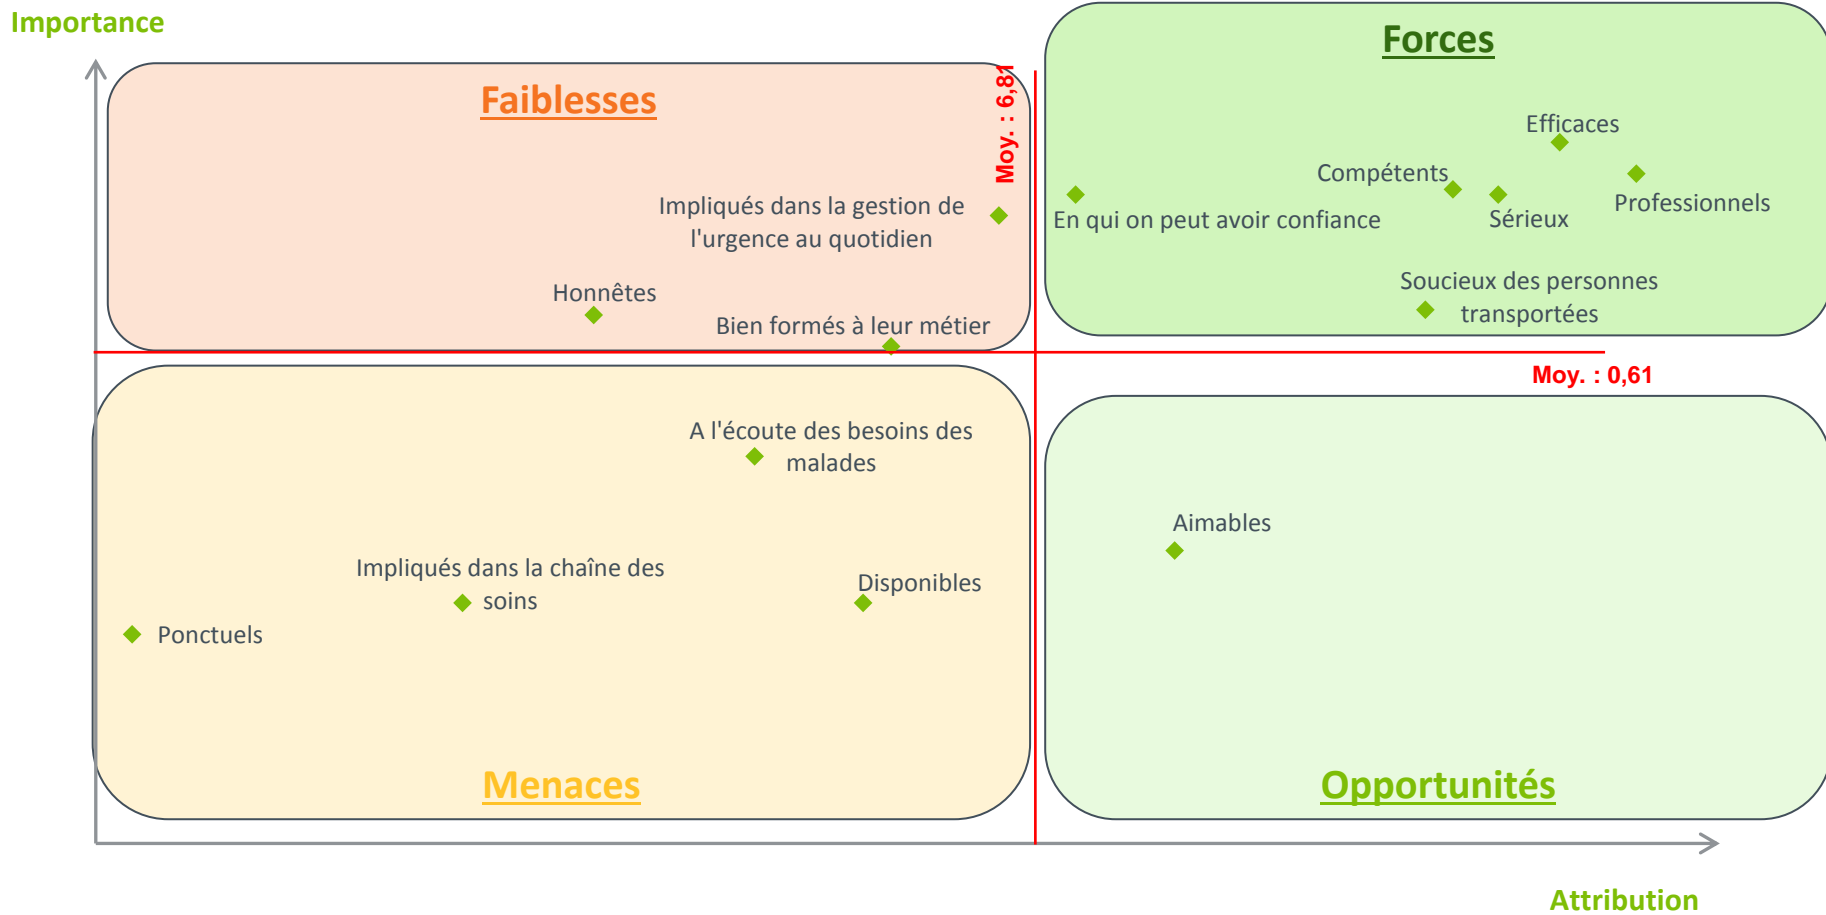 Importance
Forces
Faiblesses
Moy. : 6,81
Efficaces
Compétents
Professionnels
Impliqués dans la gestion de
l'urgence au quotidien
En qui on peut avoir confiance
Sérieux
Honnêtes
Soucieux des personnes
transportées
Bien formés à leur métier
Moy. : 0,61
A l'écoute des besoins des
malades
Aimables
Impliqués dans la chaîne des
soins
Disponibles
Ponctuels
Menaces
Opportunités
Attribution